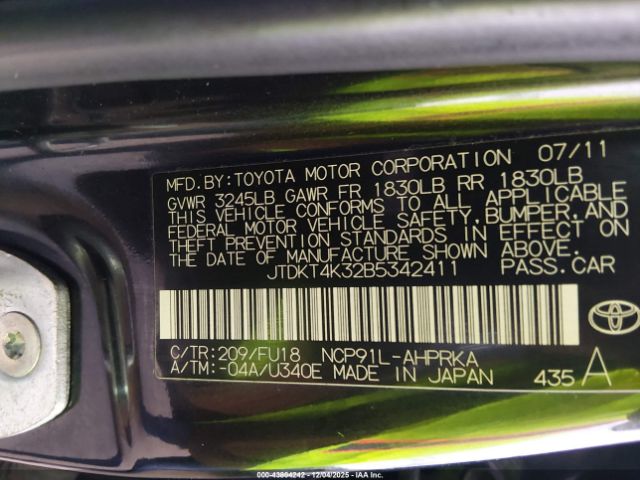 MFD. BY: TOYOTA MOTOR CORPORATION 07/11
GVWR 3245LB GAWR FR 1830LB RR 1830LB
THIS VEHICLE CONFORMS TO ALL APPLICABLE
FEDERAL MOTOR VEHICLE SAFETY, BUMPER, AND
THEFT PREVENTION STANDARDS IN EFFECT ON
THE DATE OF MANUFACTURE SHOWN ABOVE.
JTDKT4K32B5342411 PASS. CAR
C/TR: 209/FU18 NCP91L-AHPRKA
A/TM: -04A/U340E MADE IN JAPAN 435 A
© 2025 - 43804242 - 12/04/2025 - IAA Inc.